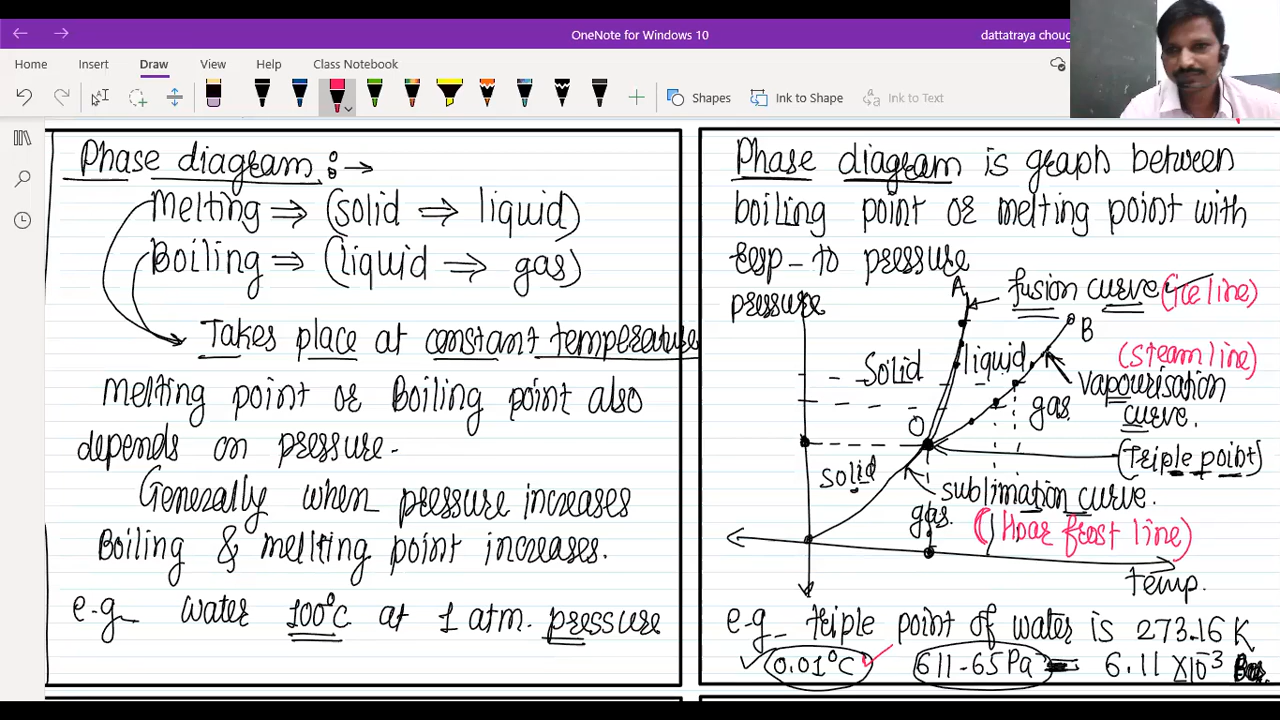 OneNote for Windows 10
dattatraya choug
Home Insert Draw View Help Class Notebook
Shapes Ink to Shape Ink to Text
Phase diagram :→
Melting ⇒ (solid ⇒ liquid)
Boiling ⇒ (liquid ⇒ gas)
Takes place at constant temperature
Melting point or Boiling point also
depends on pressure.
Generally when pressure increases
Boiling & melting point increases.
e.g. water 100°C at 1 atm. pressure
Phase diagram is graph between
boiling point or melting point with
resp. to pressure
pressure
A
fusion curve (ice line)
B
solid liquid
(steam line)
vapourisation
curve.
gas
O
(triple point)
solid
sublimation curve.
gas.
(Hoar frost line)
temp.
e.g. triple point of water is 273.16 K
0.01°C 611.65 Pa = 6.11 x10⁻³